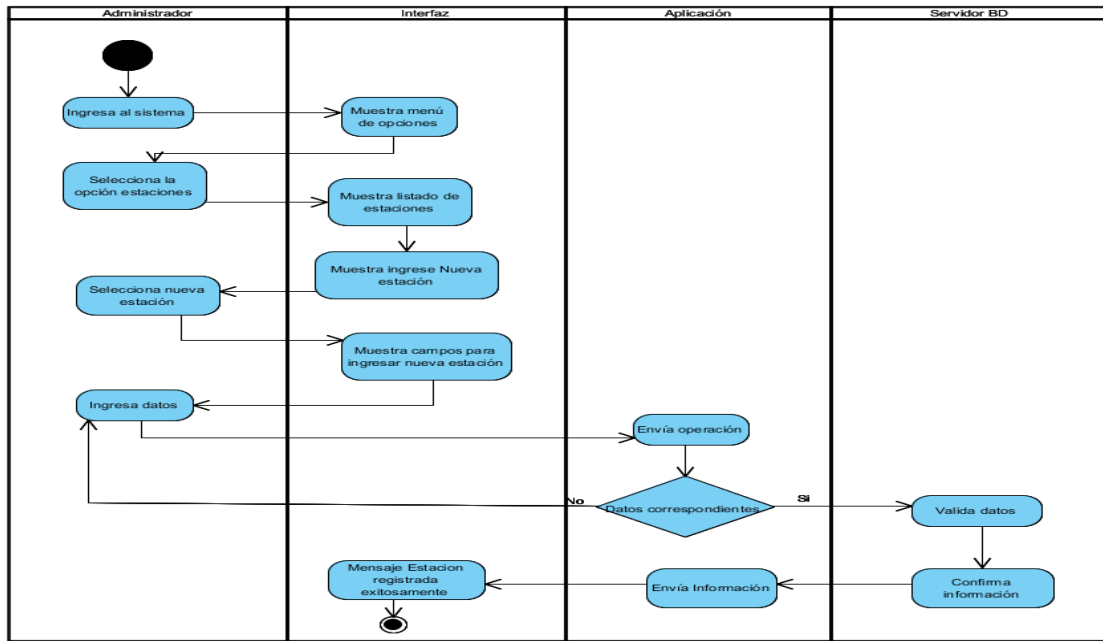 Administrador
Interfaz
Aplicación
Servidor BD
Ingresa al sistema
Muestra menú
de opciones
Selecciona la
opción estaciones
Muestra listado de
estaciones
Muestra ingrese Nueva
estación
Selecciona nueva
estación
Muestra campos para
ingresar nueva estación
Ingresa datos
Envía operación
No
Datos correspondientes
Si
Valida datos
Mensaje Estacion
registrada
exitosamente
Envía Información
Confirma
información